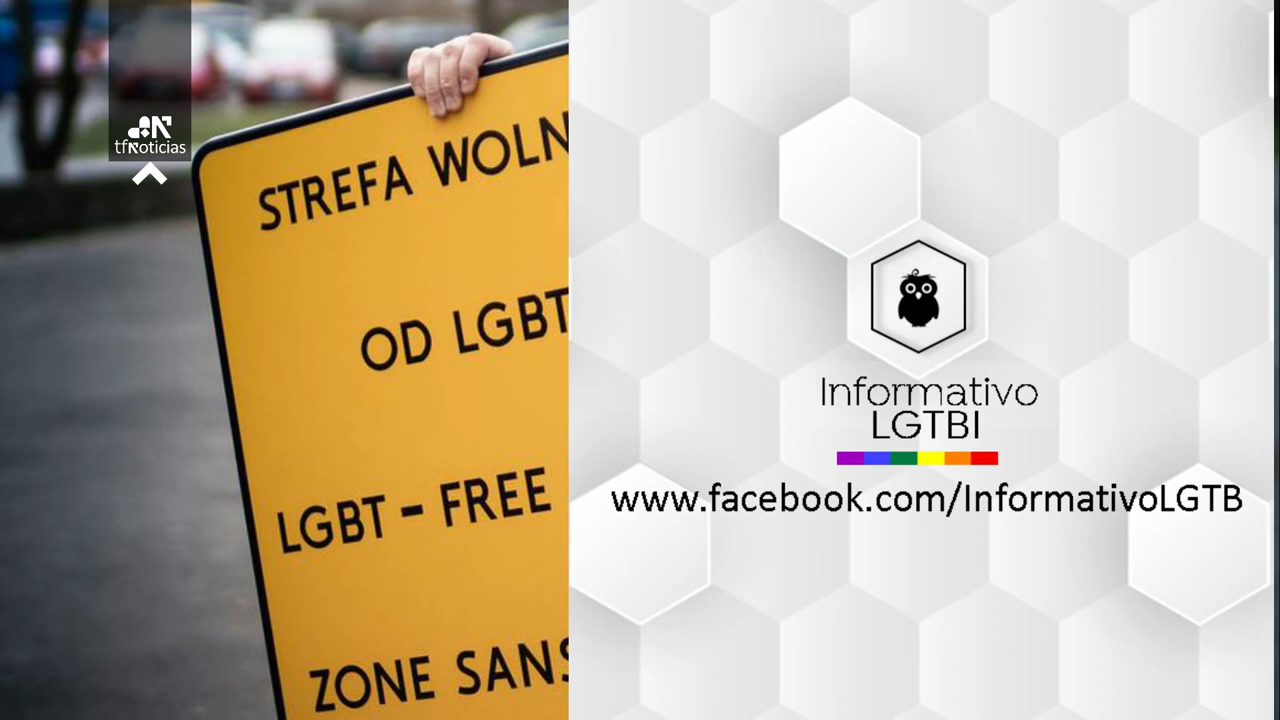 tfNoticias
STREFA WOLN
OD LGBT
LGBT - FREE
ZONE SANS
Informativo
LGTBI
www.facebook.com/InformativoLGTB